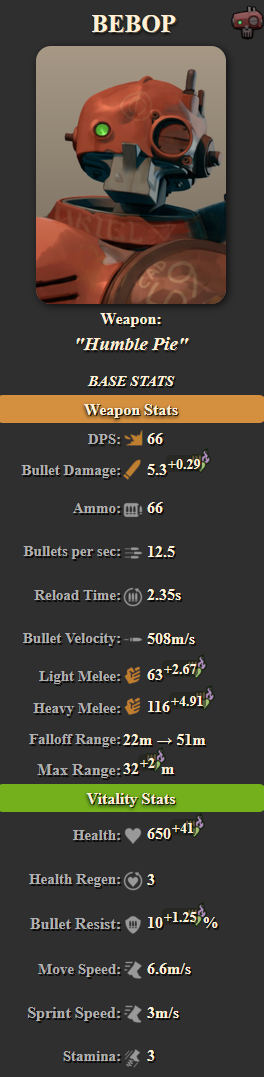 BEBOP
Weapon:
"Humble Pie"
BASE STATS
Weapon Stats
DPS: 66
Bullet Damage: 5.3+0.29
Ammo: 66
Bullets per sec: 12.5
Reload Time: 2.35s
Bullet Velocity: 508m/s
Light Melee: 63+2.67
Heavy Melee: 116+4.91
Falloff Range: 22m → 51m
Max Range: 32+2 m
Vitality Stats
Health: 650+41
Health Regen: 3
Bullet Resist: 10+1.25%
Move Speed: 6.6m/s
Sprint Speed: 3m/s
Stamina: 3